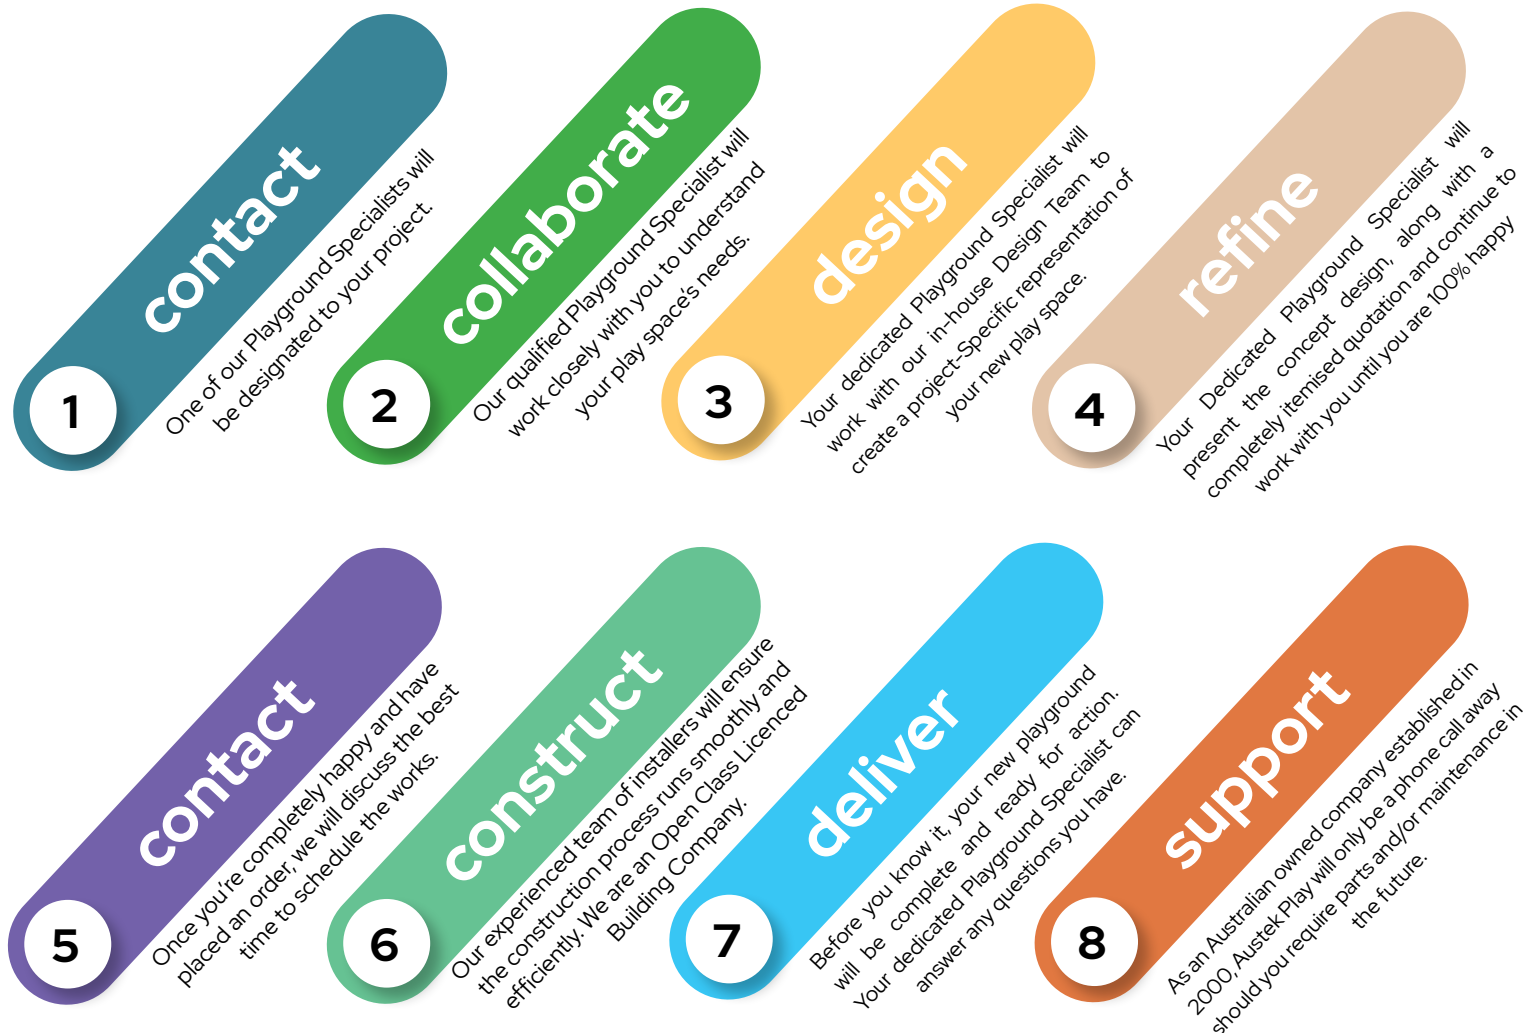 contact
1
One of our Playground Specialists will
be designated to your project.
collaborate
2
Our qualified Playground Specialist will
work closely with you to understand
your play space's needs.
design
3
Your dedicated Playground Specialist will
work with our in-house Design Team to
create a project-Specific representation of
your new play space.
refine
4
Your Dedicated Playground Specialist will
present the concept design, along with a
completely itemised quotation and continue to
work with you until you are 100% happy
contact
5
Once you're completely happy and have
placed an order, we will discuss the best
time to schedule the works.
construct
6
Our experienced team of installers will ensure
the construction process runs smoothly and
efficiently. We are an Open Class Licenced
Building Company.
deliver
7
Before you know it, your new playground
will be complete and ready for action.
Your dedicated Playground Specialist can
answer any questions you have.
support
8
As an Australian owned company established in
2000, Austek Play will only be a phone call away
should you require parts and/or maintenance in
the future.